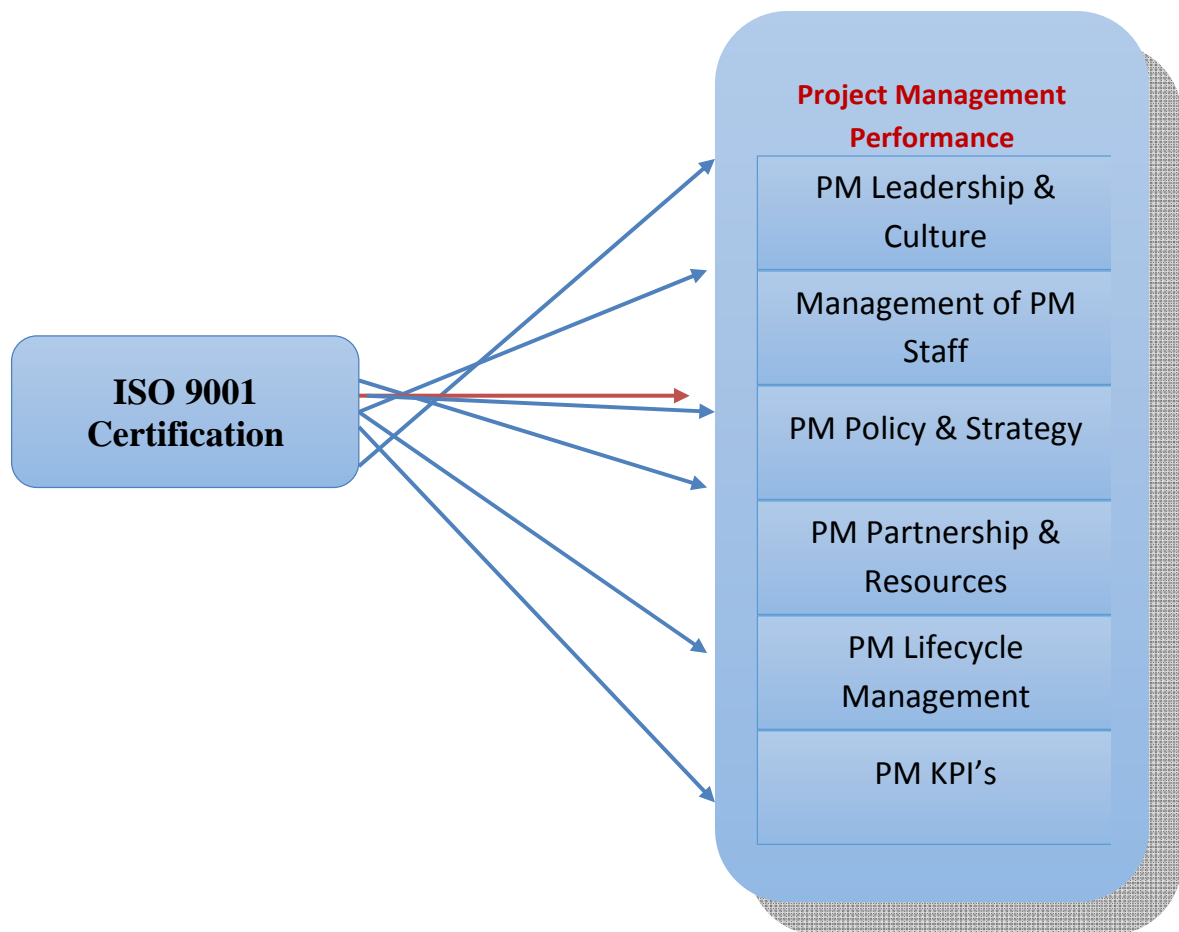 Project Management
Performance
PM Leadership &
Culture
Management of PM
Staff
ISO 9001
Certification
PM Policy & Strategy
PM Partnership &
Resources
PM Lifecycle
Management
PM KPI’s